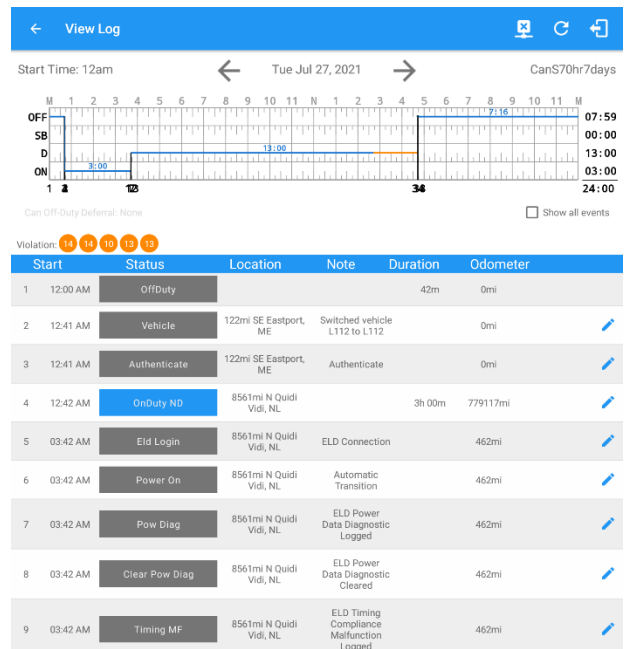 View Log
Start Time: 12am
Tue Jul 27, 2021
CanS70hr7days
M 1 2 3 4 5 6 7 8 9 10 11 N 1 2 3 4 5 6 7 8 9 10 11 M
OFF 7:16 07:59
SB 00:00
D 13:00 13:00
ON 3:00 03:00
1 24:00
Can Off-Duty Deferral: None
Show all events
Violation: 14 14 10 13 13
Start Status Location Note Duration Odometer
1 12:00 AM OffDuty 42m 0mi
2 12:41 AM Vehicle 122mi SE Eastport, ME Switched vehicle L112 to L112 0mi
3 12:41 AM Authenticate 122mi SE Eastport, ME Authenticate 0mi
4 12:42 AM OnDuty ND 8561mi N Quidi Vidi, NL 3h 00m 779117mi
5 03:42 AM Eld Login 8561mi N Quidi Vidi, NL ELD Connection 462mi
6 03:42 AM Power On 8561mi N Quidi Vidi, NL Automatic Transition 462mi
7 03:42 AM Pow Diag 8561mi N Quidi Vidi, NL ELD Power Data Diagnostic Logged 462mi
8 03:42 AM Clear Pow Diag 8561mi N Quidi Vidi, NL ELD Power Data Diagnostic Cleared 462mi
9 03:42 AM Timing MF 8561mi N Quidi Vidi, NL ELD Timing Compliance Malfunction Logged 462mi